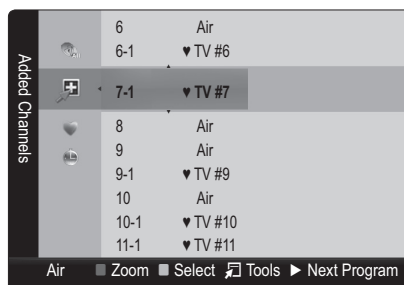 Added Channels
6 Air
6-1 ♥ TV #6
7-1 ♥ TV #7
8 Air
9 Air
9-1 ♥ TV #9
10 Air
10-1 ♥ TV #10
11-1 ♥ TV #11
Air Zoom Select Tools ► Next Program